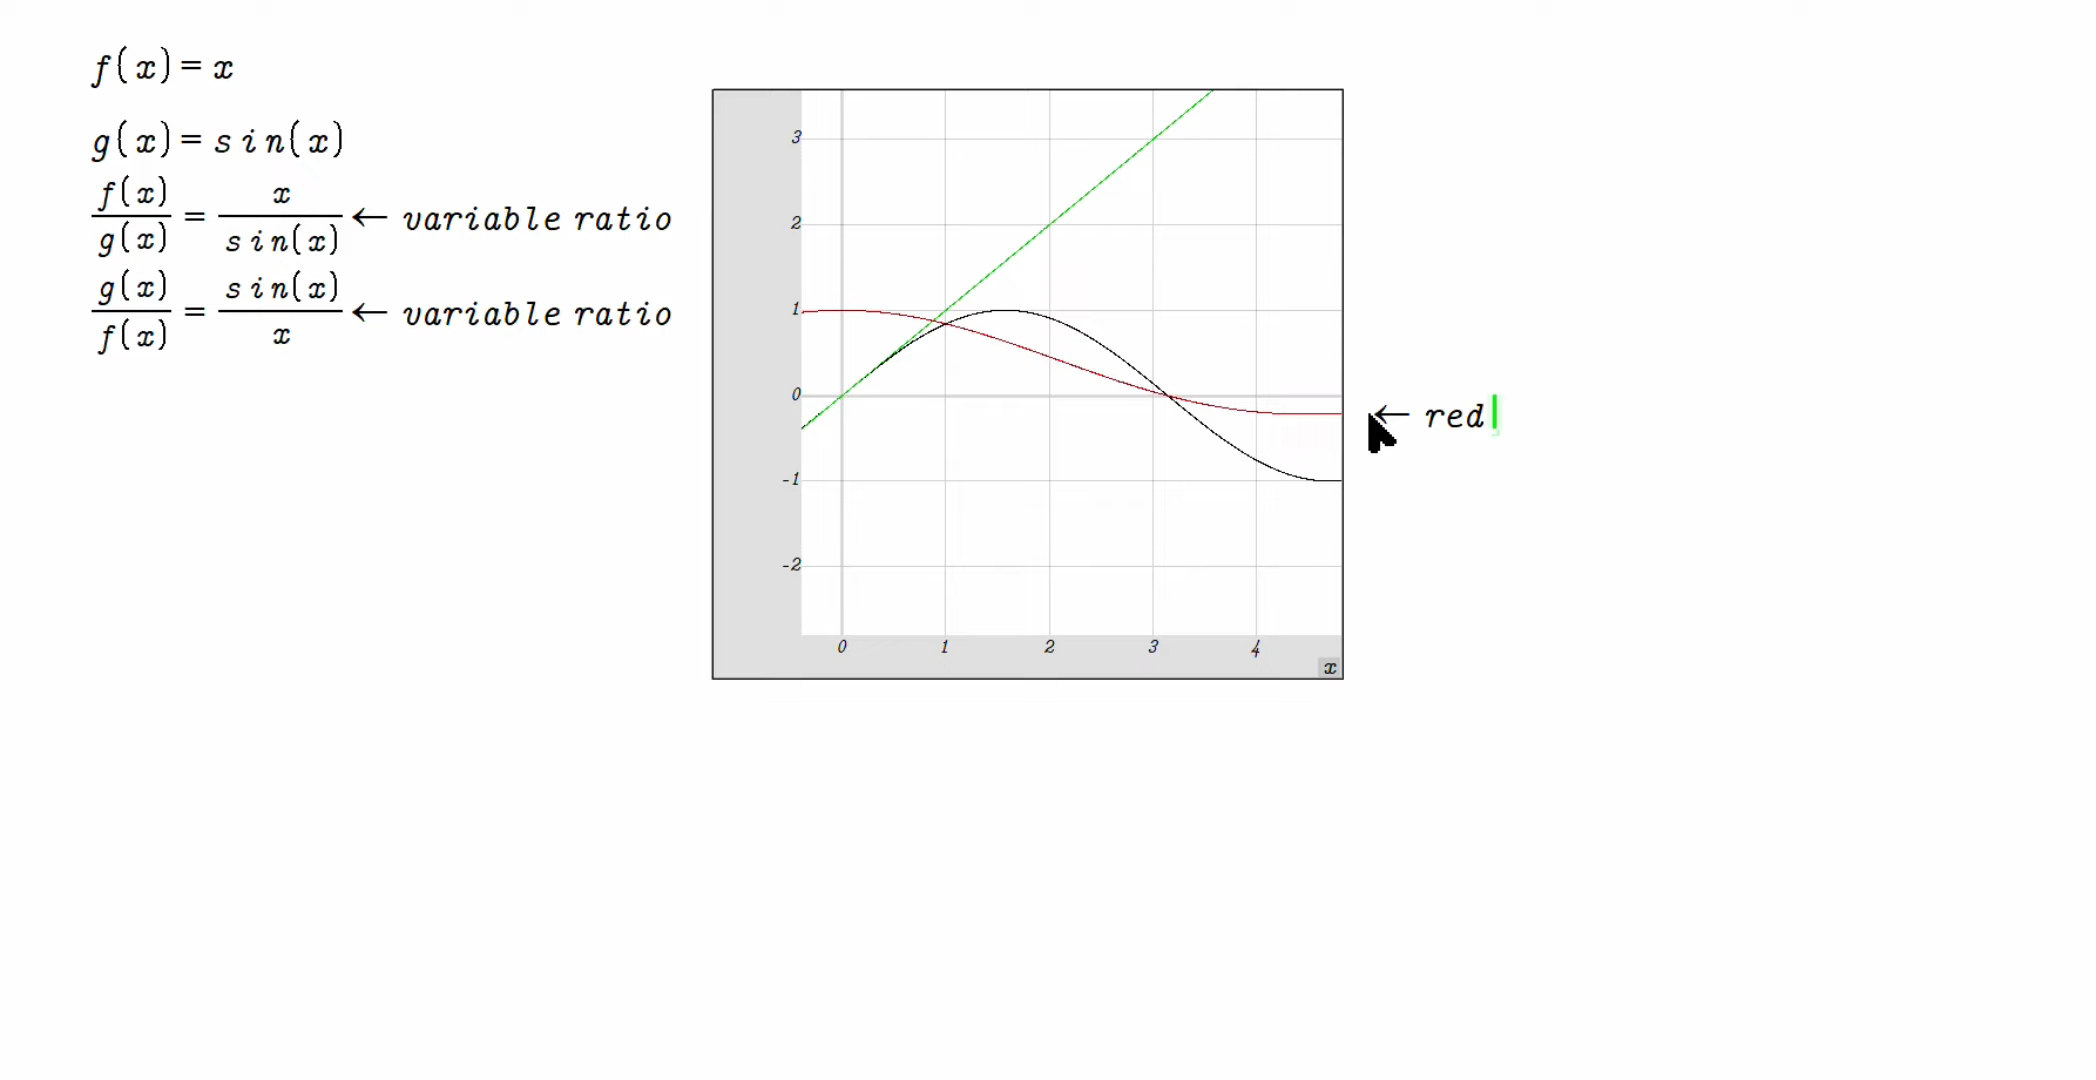 f(x)= x
g(x)= sin(x)
f(x)/g(x) = x/sin(x) ← variable ratio
g(x)/f(x) = sin(x)/x ← variable ratio
3
2
1
0
-1
-2
0 1 2 3 4
x
← red